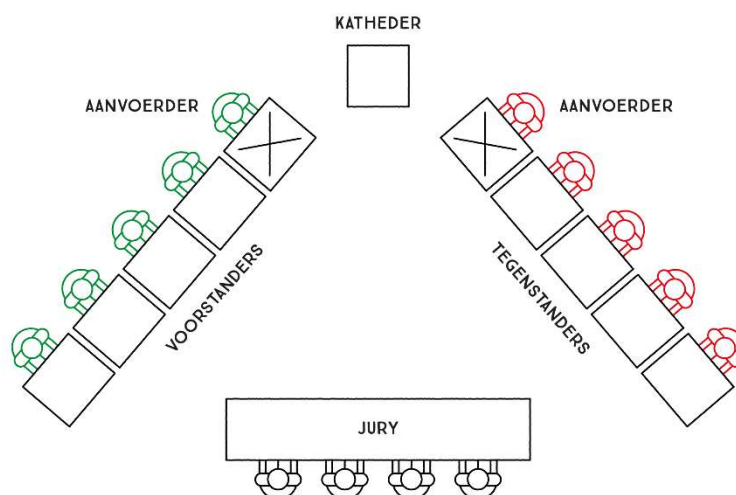 KATHEDER
AANVOERDER
AANVOERDER
VOORSTANDERS
TEGENSTANDERS
JURY